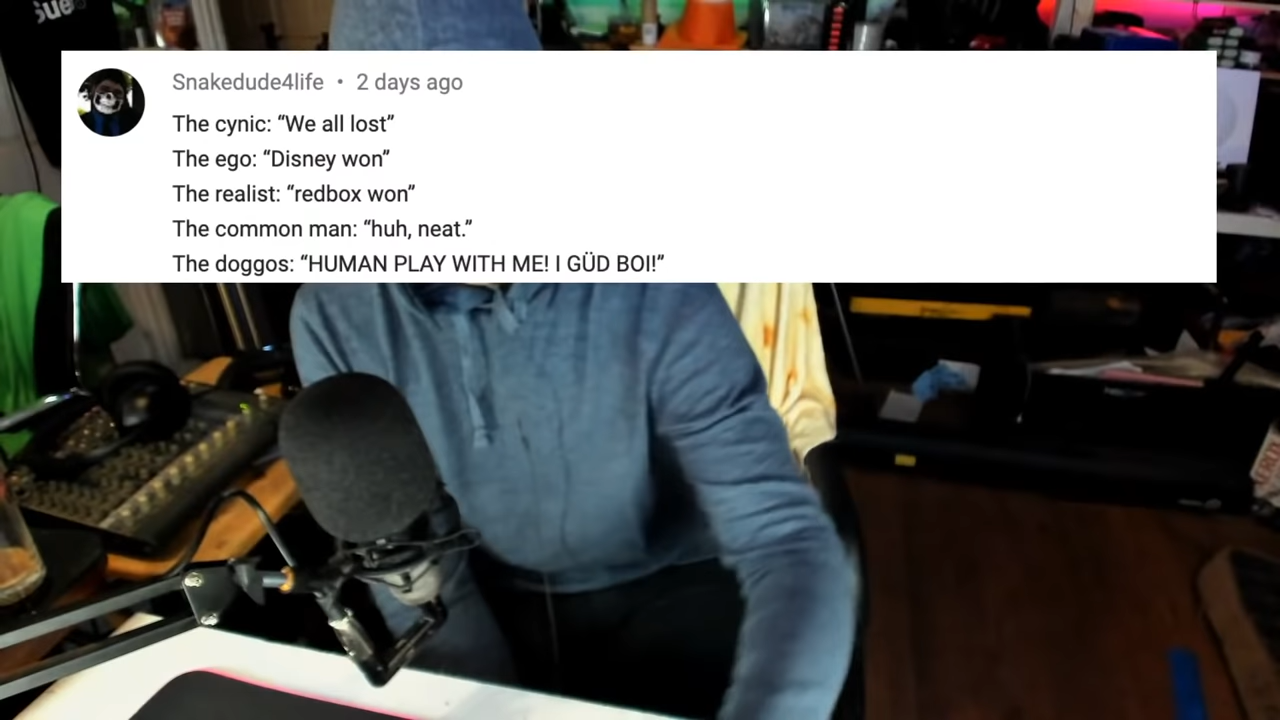 Snakedude4life • 2 days ago
The cynic: “We all lost”
The ego: “Disney won”
The realist: “redbox won”
The common man: “huh, neat.”
The doggos: “HUMAN PLAY WITH ME! I GÜD BOI!”